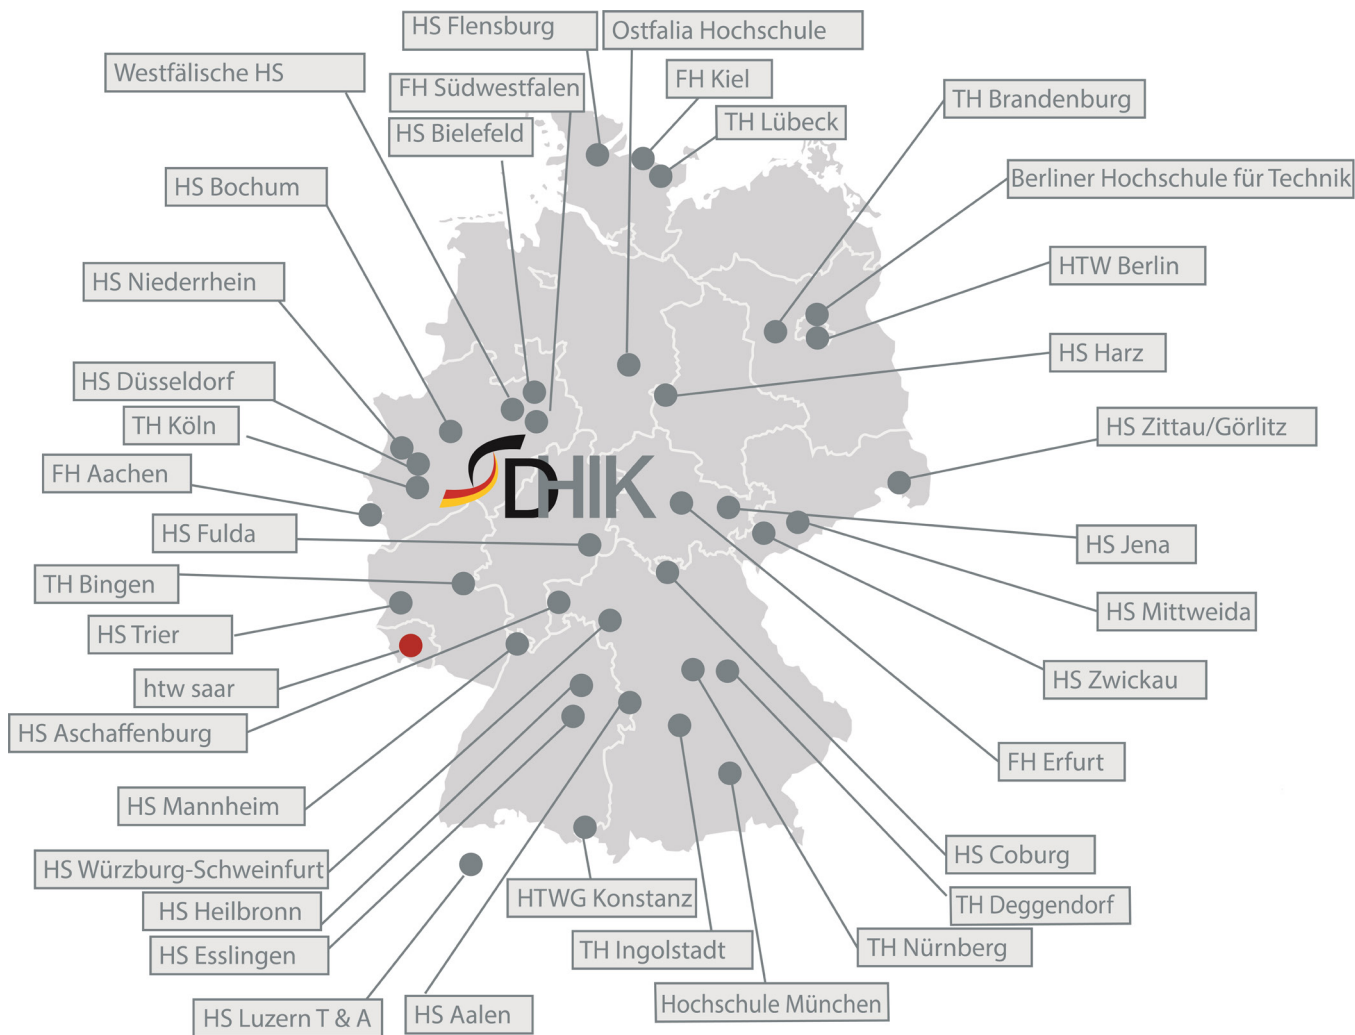 HS Flensburg
Ostfalia Hochschule
Westfälische HS
FH Südwestfalen
FH Kiel
TH Brandenburg
HS Bielefeld
TH Lübeck
HS Bochum
Berliner Hochschule für Technik
HS Niederrhein
HTW Berlin
HS Harz
HS Düsseldorf
TH Köln
HS Zittau/Görlitz
FH Aachen
DHIK
HS Fulda
HS Jena
TH Bingen
HS Mittweida
HS Trier
htw saar
HS Zwickau
HS Aschaffenburg
FH Erfurt
HS Mannheim
HS Würzburg-Schweinfurt
HS Coburg
HTWG Konstanz
HS Heilbronn
TH Deggendorf
HS Esslingen
TH Ingolstadt
TH Nürnberg
HS Luzern T & A
HS Aalen
Hochschule München